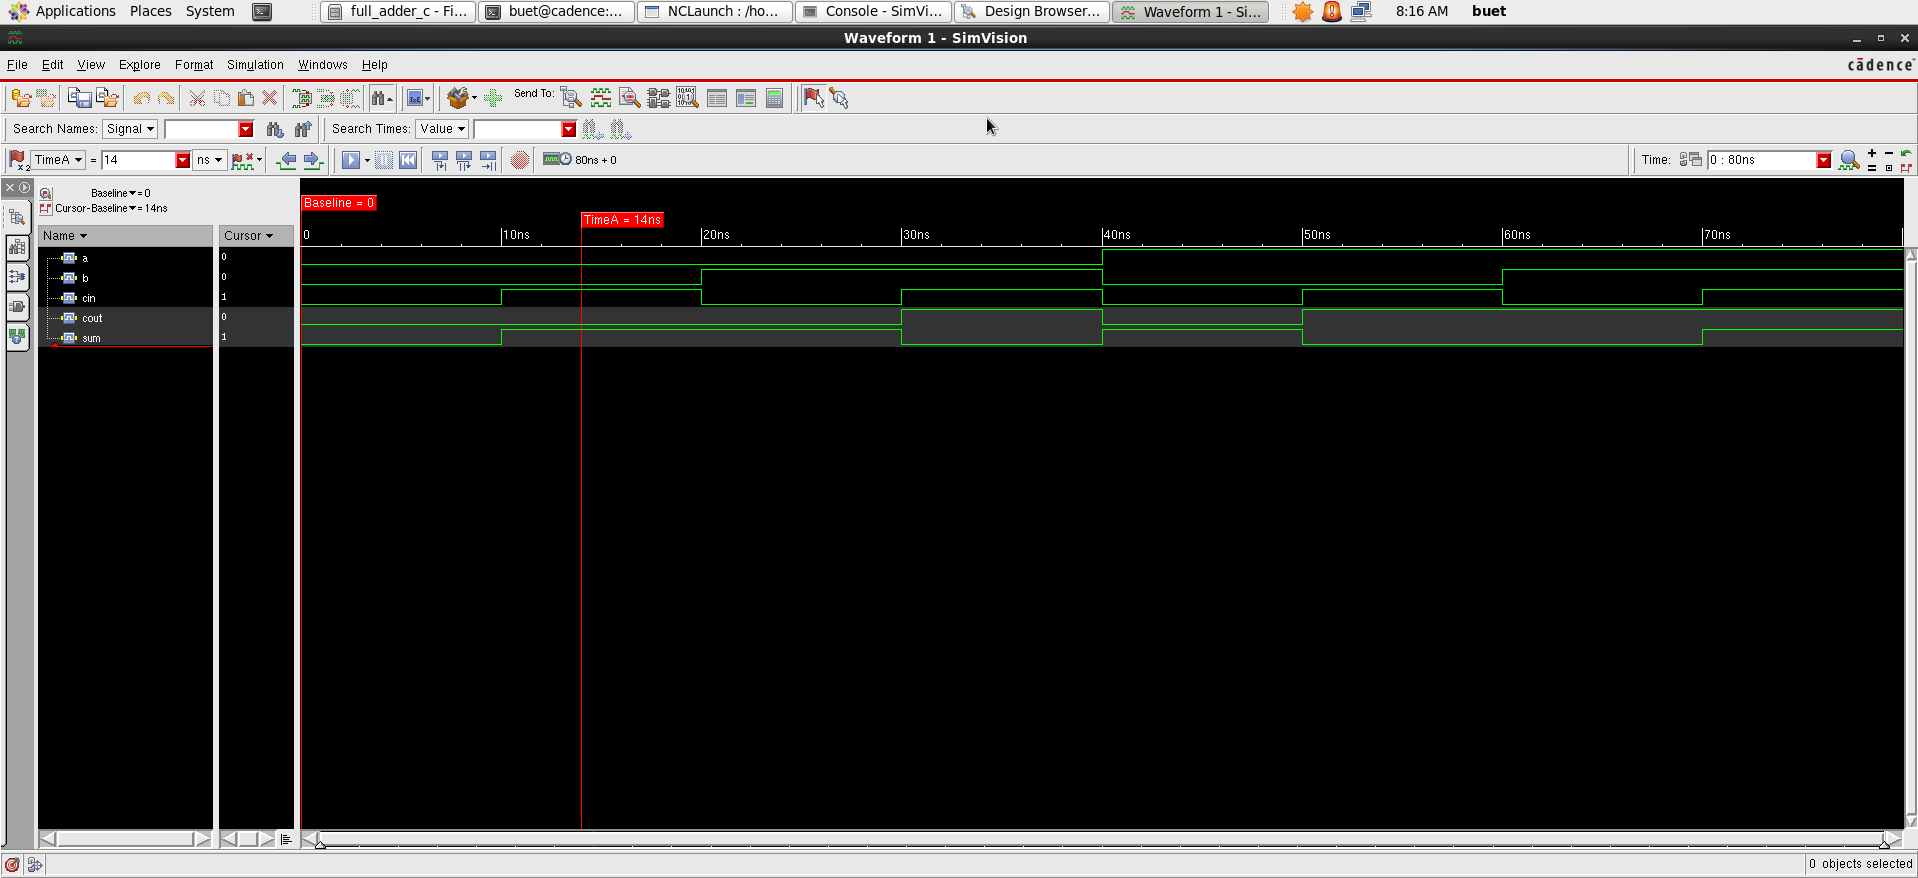 Applications Places System full_adder_c - Fi... buet@cadence:... NCLaunch : /ho... Console - SimVi... Design Browser... Waveform 1 - Si... 8:16 AM buet
Waveform 1 - SimVision
File Edit View Explore Format Simulation Windows Help cādence
Send To:
Search Names: Signal Search Times: Value
TimeA = 14 ns 80ns + 0 Time: 0 : 80ns
Baseline = 0
Cursor-Baseline = 14ns
Baseline = 0
TimeA = 14ns
Name Cursor 0 10ns 20ns 30ns 40ns 50ns 60ns 70ns
a 0
b 0
cin 1
cout 0
sum 1
0 objects selected